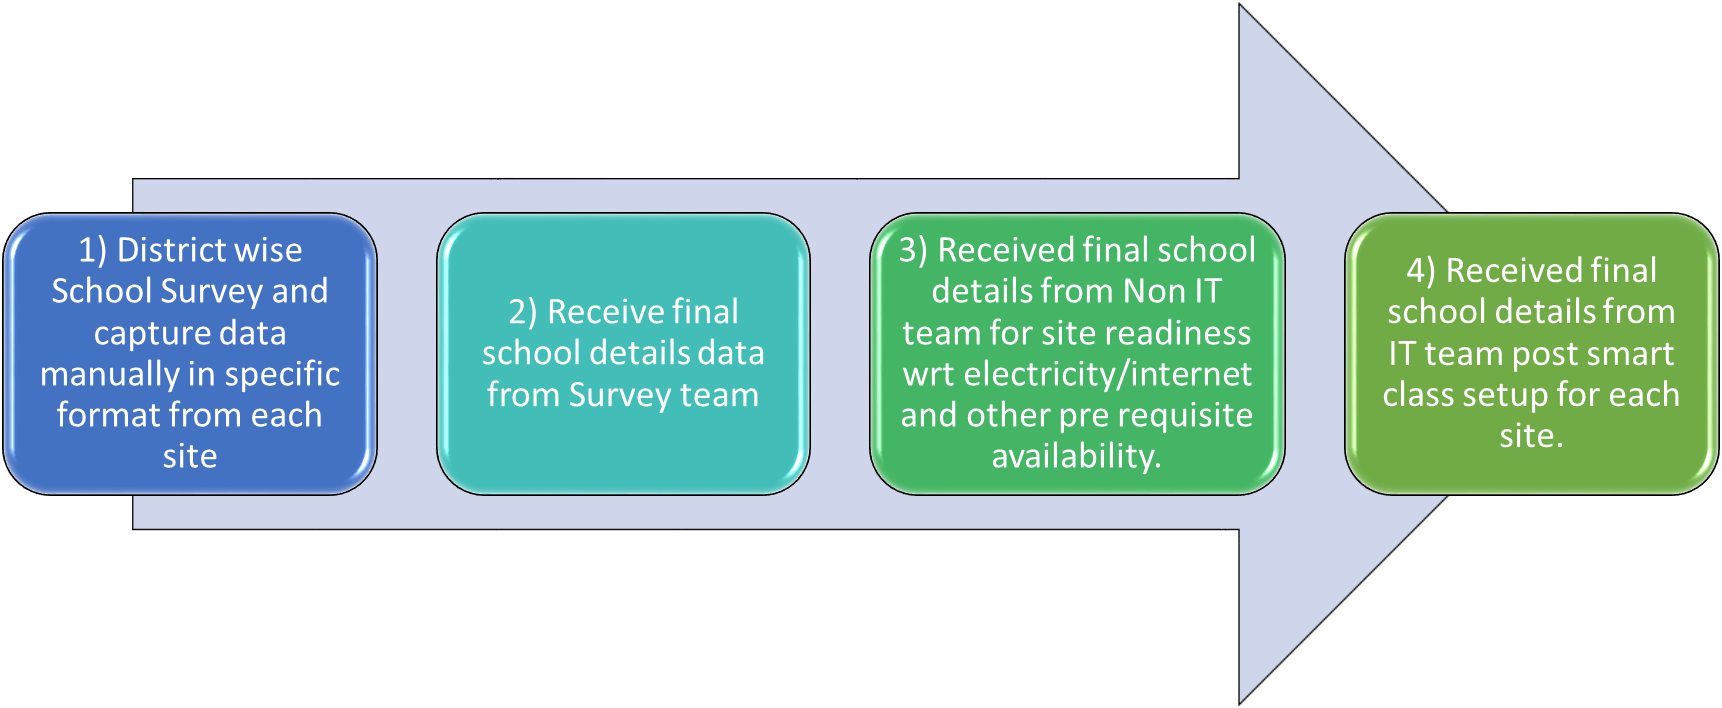 1) District wise
School Survey and
capture data
manually in specific
format from each
site
2) Receive final
school details data
from Survey team
3) Received final school
details from Non IT
team for site readiness
wrt electricity/internet
and other pre requisite
availability.
4) Received final
school details from
IT team post smart
class setup for each
site.